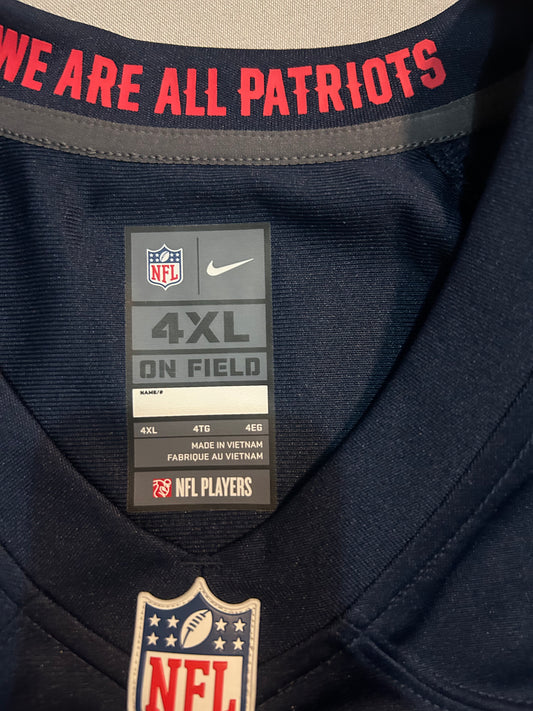 WE ARE ALL PATRIOTS
NFL
4XL
ON FIELD
NAME/#
4XL 4TG 4EG
MADE IN VIETNAM
FABRIQUE AU VIETNAM
NFL PLAYERS
NFL